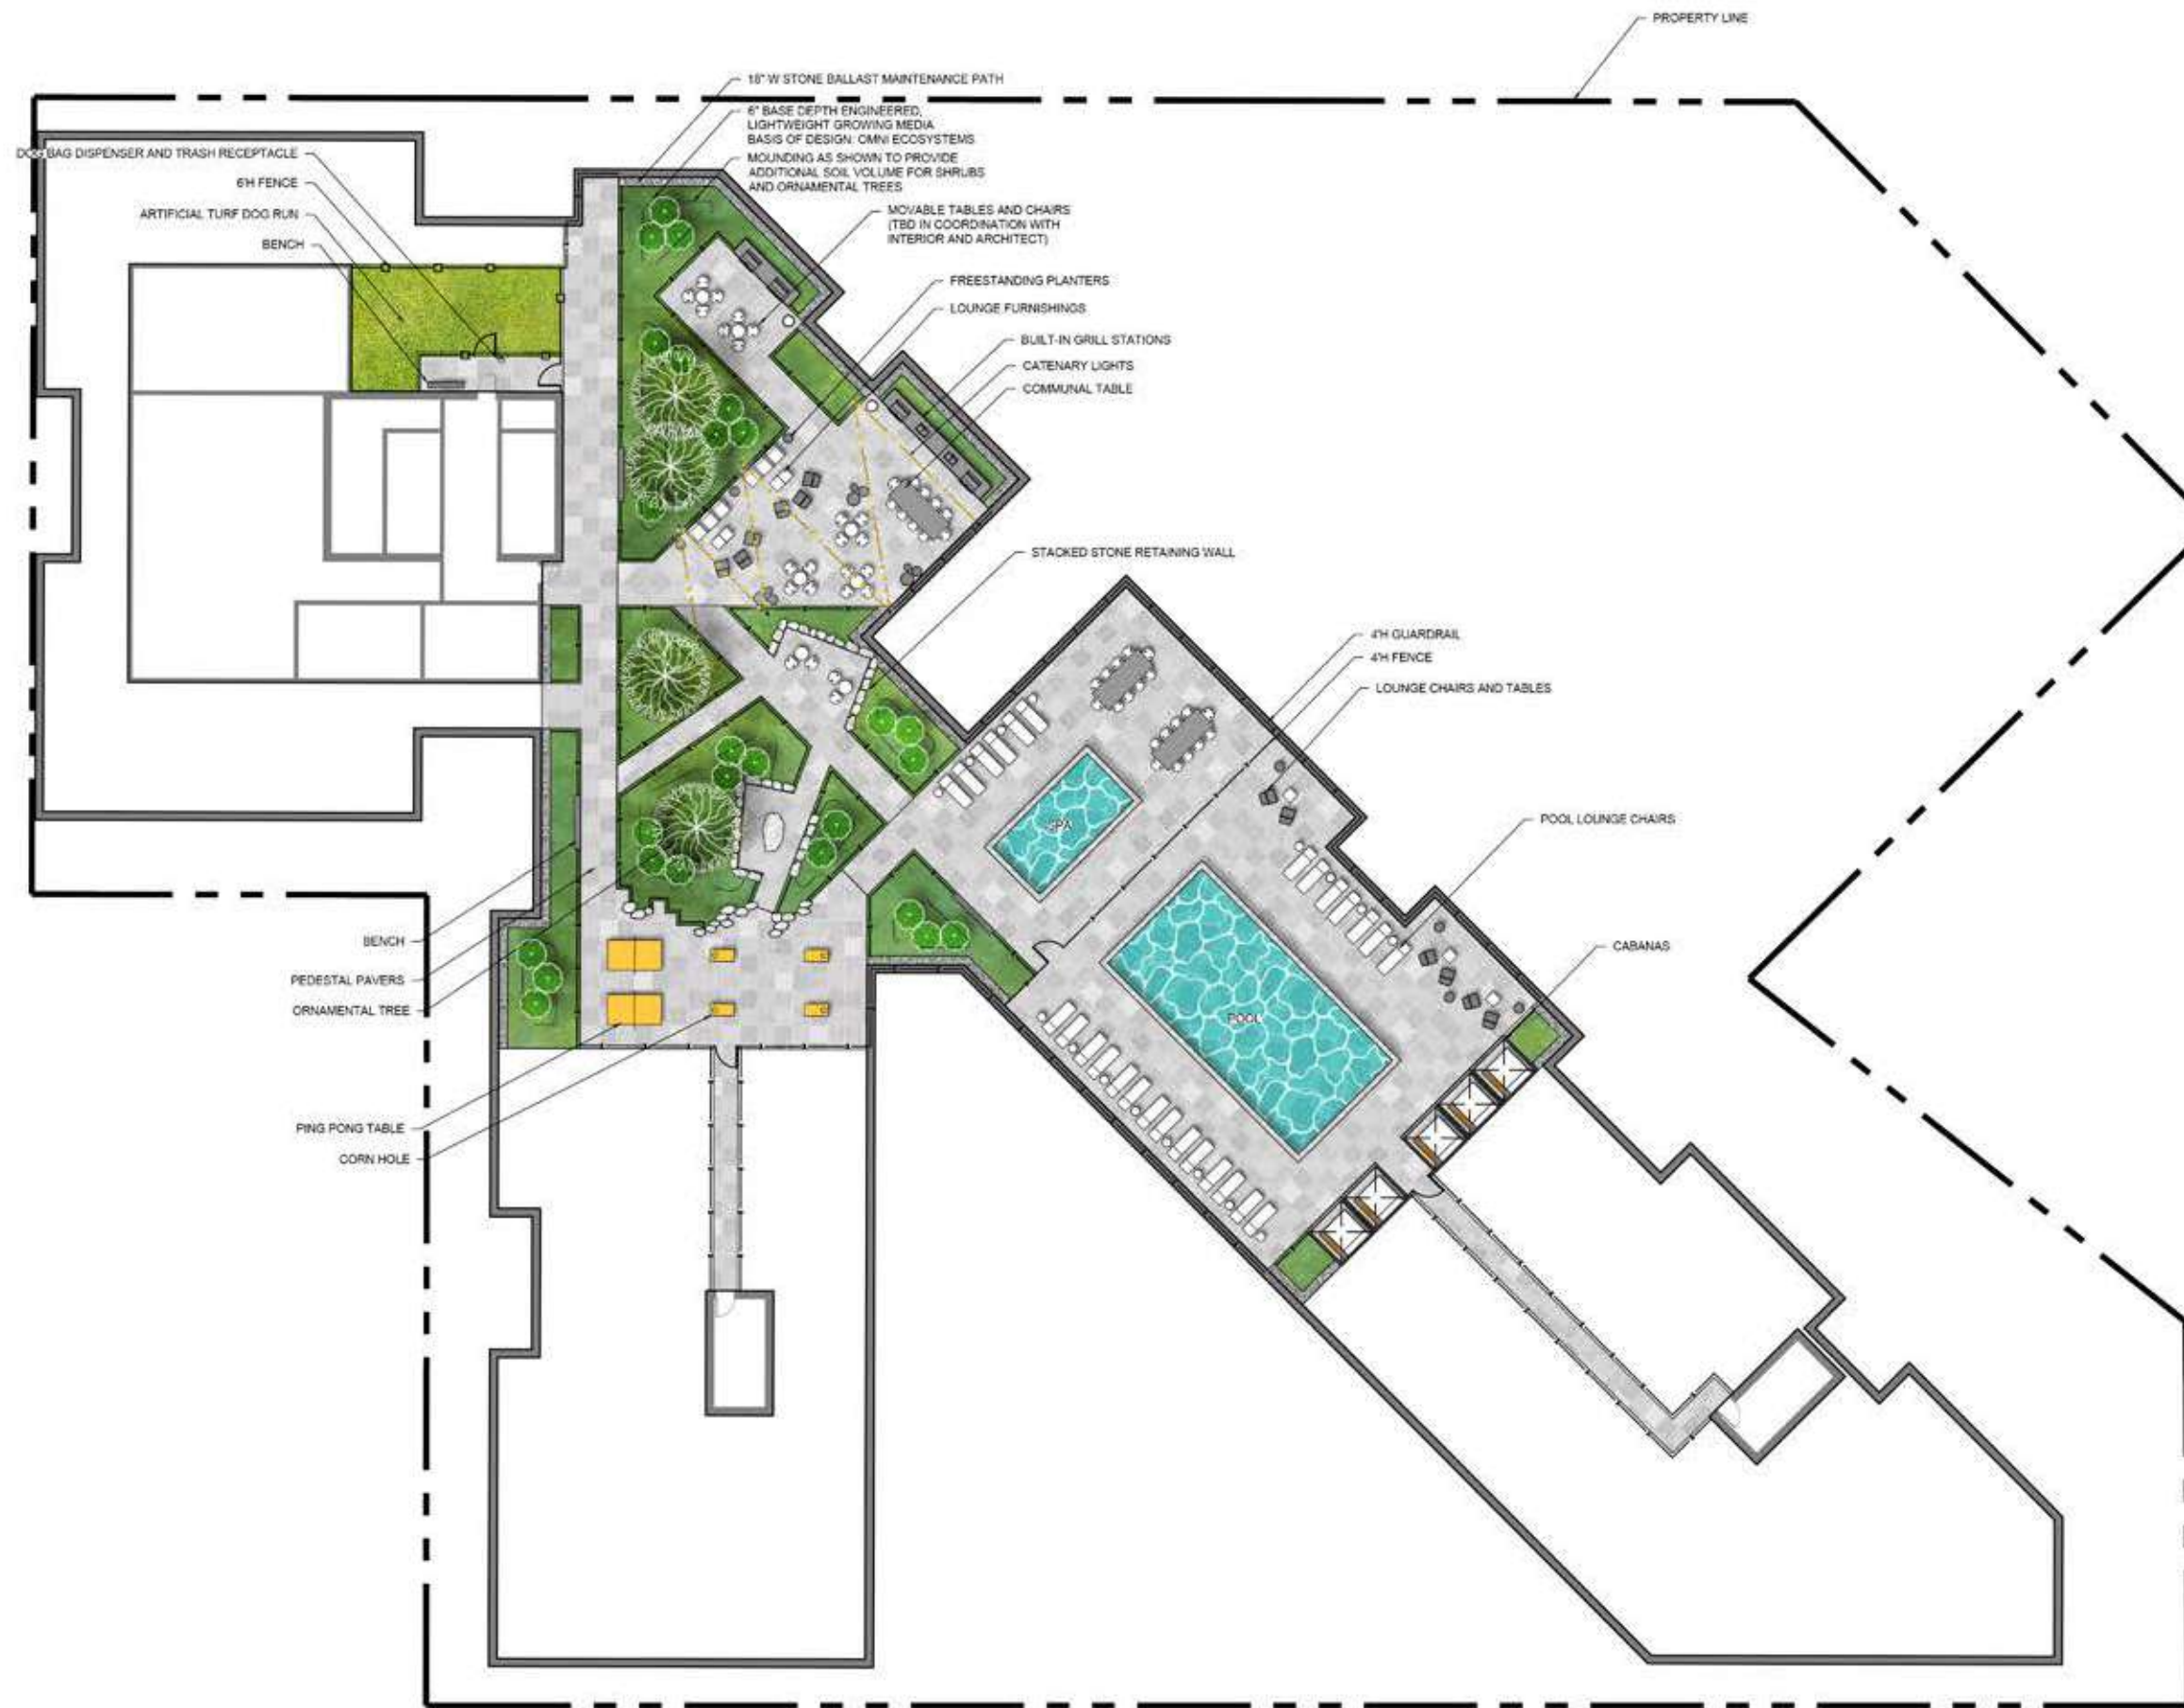 PROPERTY LINE
18" W STONE BALLAST MAINTENANCE PATH
6" BASE DEPTH ENGINEERED,
LIGHTWEIGHT GROWING MEDIA
BASIS OF DESIGN: OMNI ECOSYSTEMS
MOUNDING AS SHOWN TO PROVIDE
ADDITIONAL SOIL VOLUME FOR SHRUBS
AND ORNAMENTAL TREES
DOG BAG DISPENSER AND TRASH RECEPTACLE
6'H FENCE
ARTIFICIAL TURF DOG RUN
BENCH
MOVABLE TABLES AND CHAIRS
(TBD IN COORDINATION WITH
INTERIOR AND ARCHITECT)
FREESTANDING PLANTERS
LOUNGE FURNISHINGS
BUILT-IN GRILL STATIONS
CATENARY LIGHTS
COMMUNAL TABLE
STACKED STONE RETAINING WALL
4'H GUARDRAIL
4'H FENCE
LOUNGE CHAIRS AND TABLES
SPA
POOL LOUNGE CHAIRS
CABANAS
POOL
BENCH
PEDESTAL PAVERS
ORNAMENTAL TREE
PING PONG TABLE
CORN HOLE